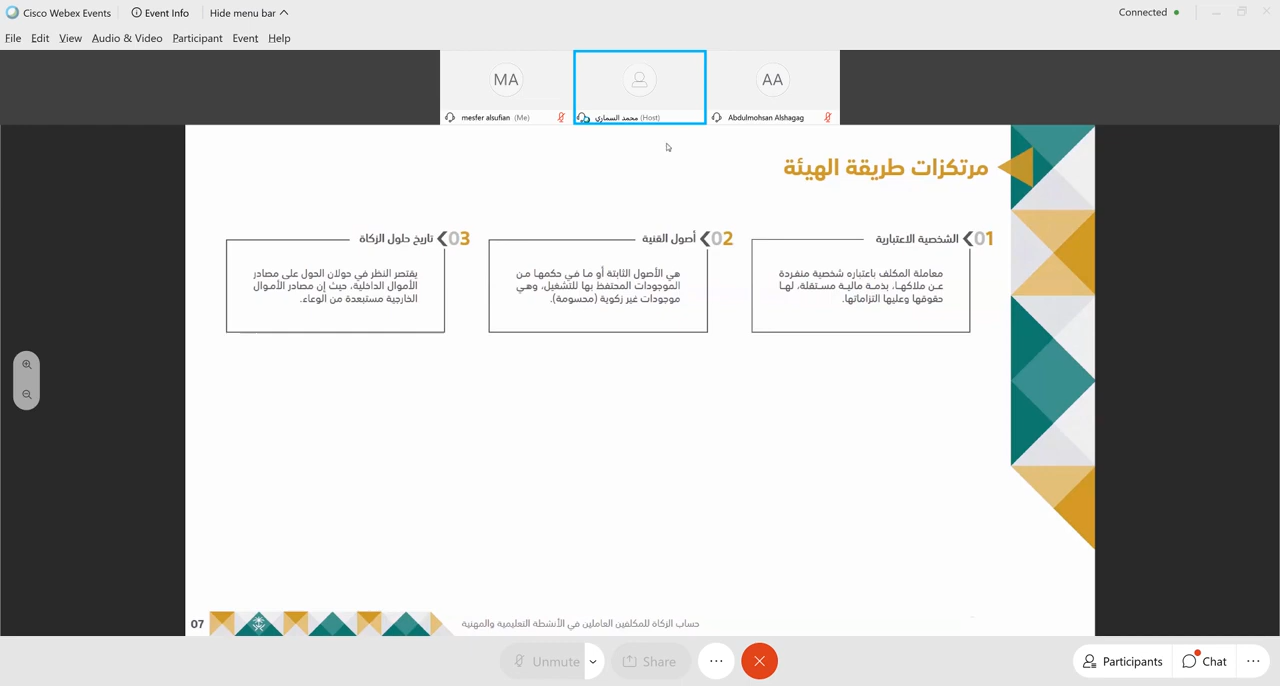 Cisco Webex Events
Event Info
Hide menu bar
Connected
File Edit View Audio & Video Participant Event Help
MA
AA
mesfer alsufian (Me)
محمد السماري (Host)
Abdulmohsan Alshagag
مرتكزات طريقة الهيئة
01 الشخصية الاعتبارية
معاملة المكلف باعتباره شخصية منفردة
عن ملاكها، بذمة مالية مستقلة، لها
حقوقها وعليها التزاماتها.
02 أصول القنية
هي الأصول الثابتة أو ما في حكمها من
الموجودات المحتفظ بها للتشغيل، وهي
موجودات غير زكوية (محسومة).
03 تاريخ حلول الزكاة
يقتصر النظر في حولان الحول على مصادر
الأموال الداخلية، حيث إن مصادر الأموال
الخارجية مستبعدة من الوعاء.
07
حساب الزكاة للمكلفين العاملين في الأنشطة التعليمية والمهنية
Unmute
Share
Participants
Chat